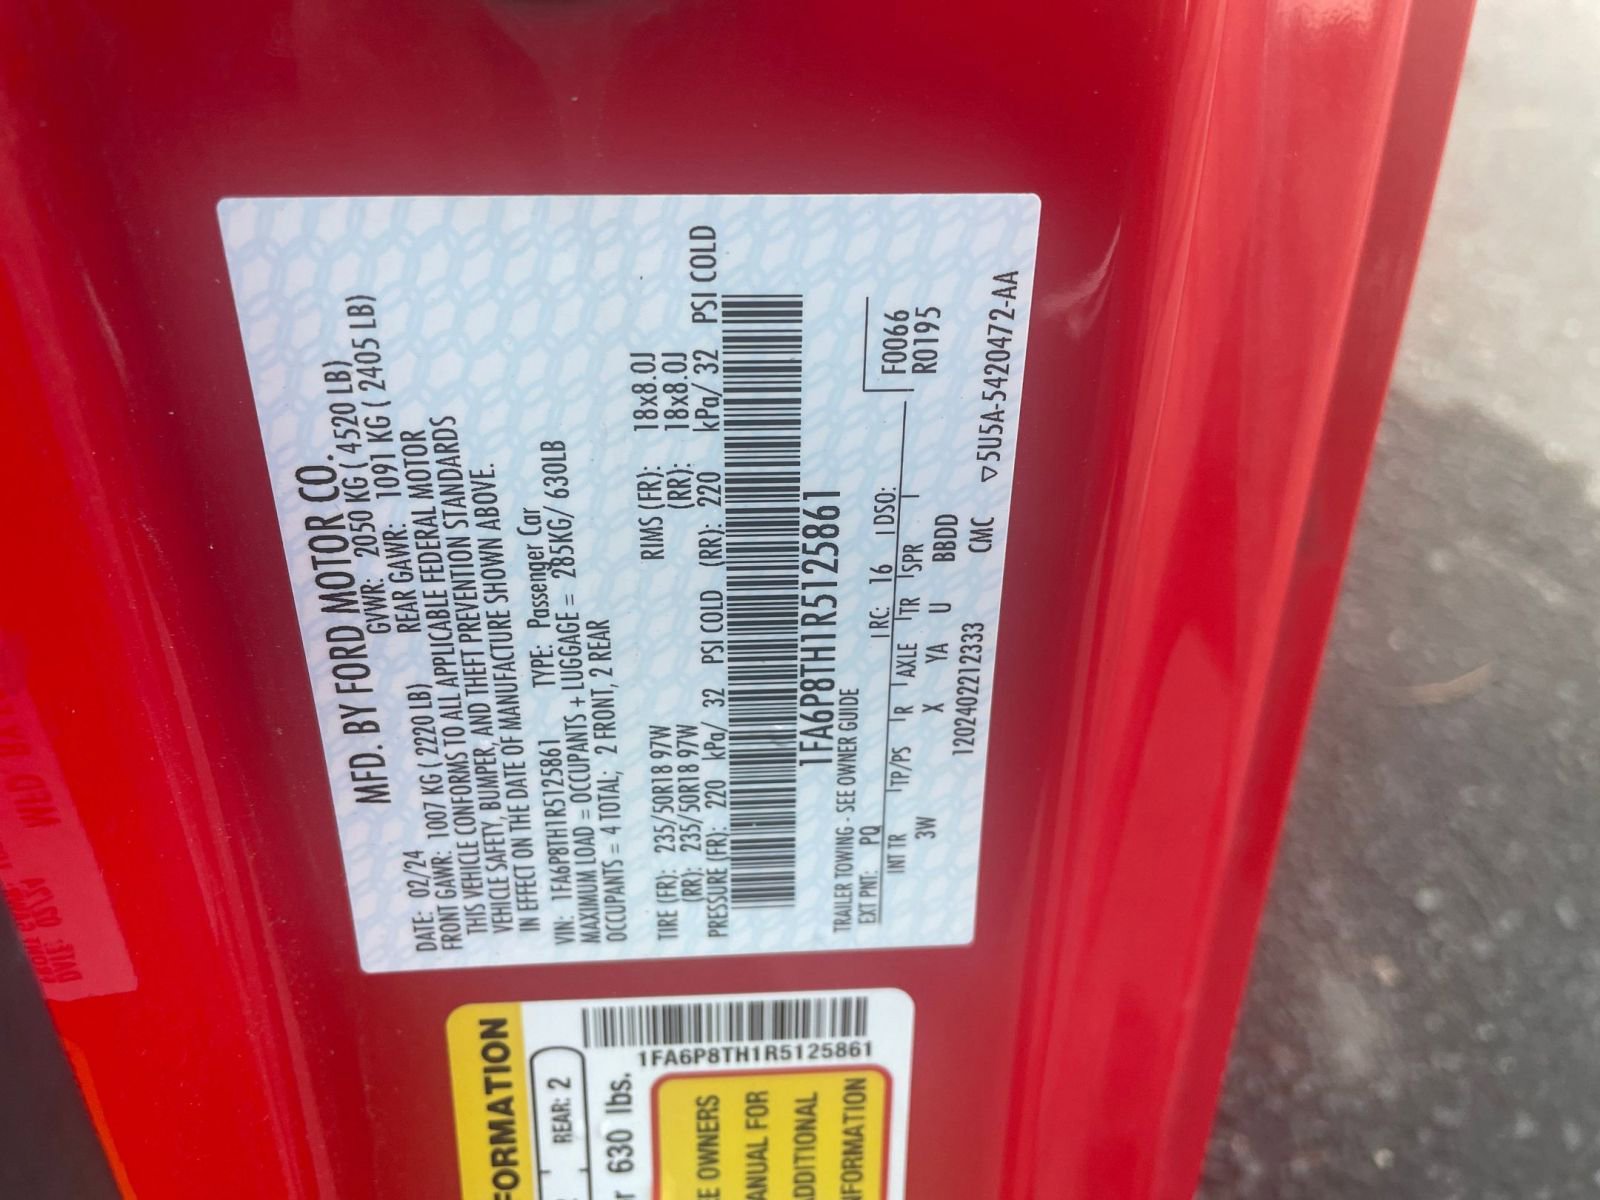 MFD. BY FORD MOTOR CO.
DATE: 02/24 GVWR: 2050 KG ( 4520 LB)
FRONT GAWR: 1007 KG ( 2220 LB) REAR GAWR: 1091 KG ( 2405 LB)
THIS VEHICLE CONFORMS TO ALL APPLICABLE FEDERAL MOTOR
VEHICLE SAFETY, BUMPER, AND THEFT PREVENTION STANDARDS
IN EFFECT ON THE DATE OF MANUFACTURE SHOWN ABOVE.
VIN: 1FA6P8TH1R5125861 TYPE: Passenger Car
MAXIMUM LOAD = OCCUPANTS + LUGGAGE = 285KG/ 630LB
OCCUPANTS = 4 TOTAL; 2 FRONT, 2 REAR
TIRE (FR): 235/50R18 97W RIMS (FR): 18x8.0J
(RR): 235/50R18 97W (RR): 18x8.0J
PRESSURE (FR): 220 kPa/ 32 PSI COLD (RR): 220 kPa/ 32 PSI COLD
1FA6P8TH1R5125861
TRAILER TOWING - SEE OWNER GUIDE
EXT PNT: PQ RC: 16 DSO:
F0066
R0195
INT TR TP/PS R AXLE TR SPR
3W X YA U BBDD
1202402212333 CMC ▽5U5A-5420472-AA
FORMATION
REAR: 2
r 630 lbs.
1FA6P8TH1R5125861
E OWNERS
ANUAL FOR
ADDITIONAL
NFORMATION